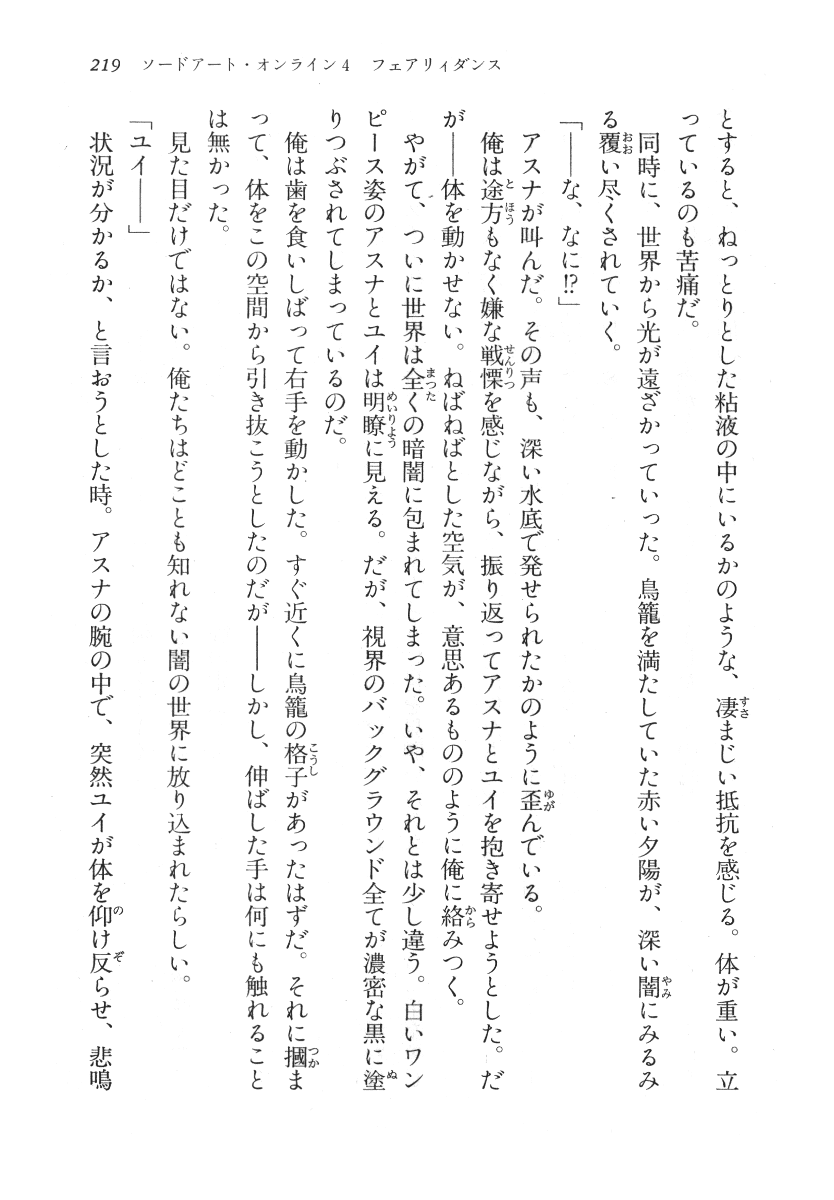 219　ソードアート・オンライン4　フェアリィダンス
とすると、ねっとりとした粘液の中にいるかのような、凄まじい抵抗を感じる。体が重い。立
っているのも苦痛だ。
同時に、世界から光が遠ざかっていった。鳥籠を満たしていた赤い夕陽が、深い闇にみるみ
る覆い尽くされていく。
「――な、なに!?」
アスナが叫んだ。その声も、深い水底で発せられたかのように歪んでいる。
俺は途方もなく嫌な戦慄を感じながら、振り返ってアスナとユイを抱き寄せようとした。だ
が――体を動かせない。ねばねばとした空気が、意思あるもののように俺に絡みつく。
やがて、ついに世界は全くの暗闇に包まれてしまった。いや、それとは少し違う。白いワン
ピース姿のアスナとユイは明瞭に見える。だが、視界のバックグラウンド全てが濃密な黒に塗
りつぶされてしまっているのだ。
俺は歯を食いしばって右手を動かした。すぐ近くに鳥籠の格子があったはずだ。それに摑ま
って、体をこの空間から引き抜こうとしたのだが――しかし、伸ばした手は何にも触れること
は無かった。
見た目だけではない。俺たちはどことも知れない闇の世界に放り込まれたらしい。
「ユイ――」
状況が分かるか、と言おうとした時。アスナの腕の中で、突然ユイが体を仰け反らせ、悲鳴